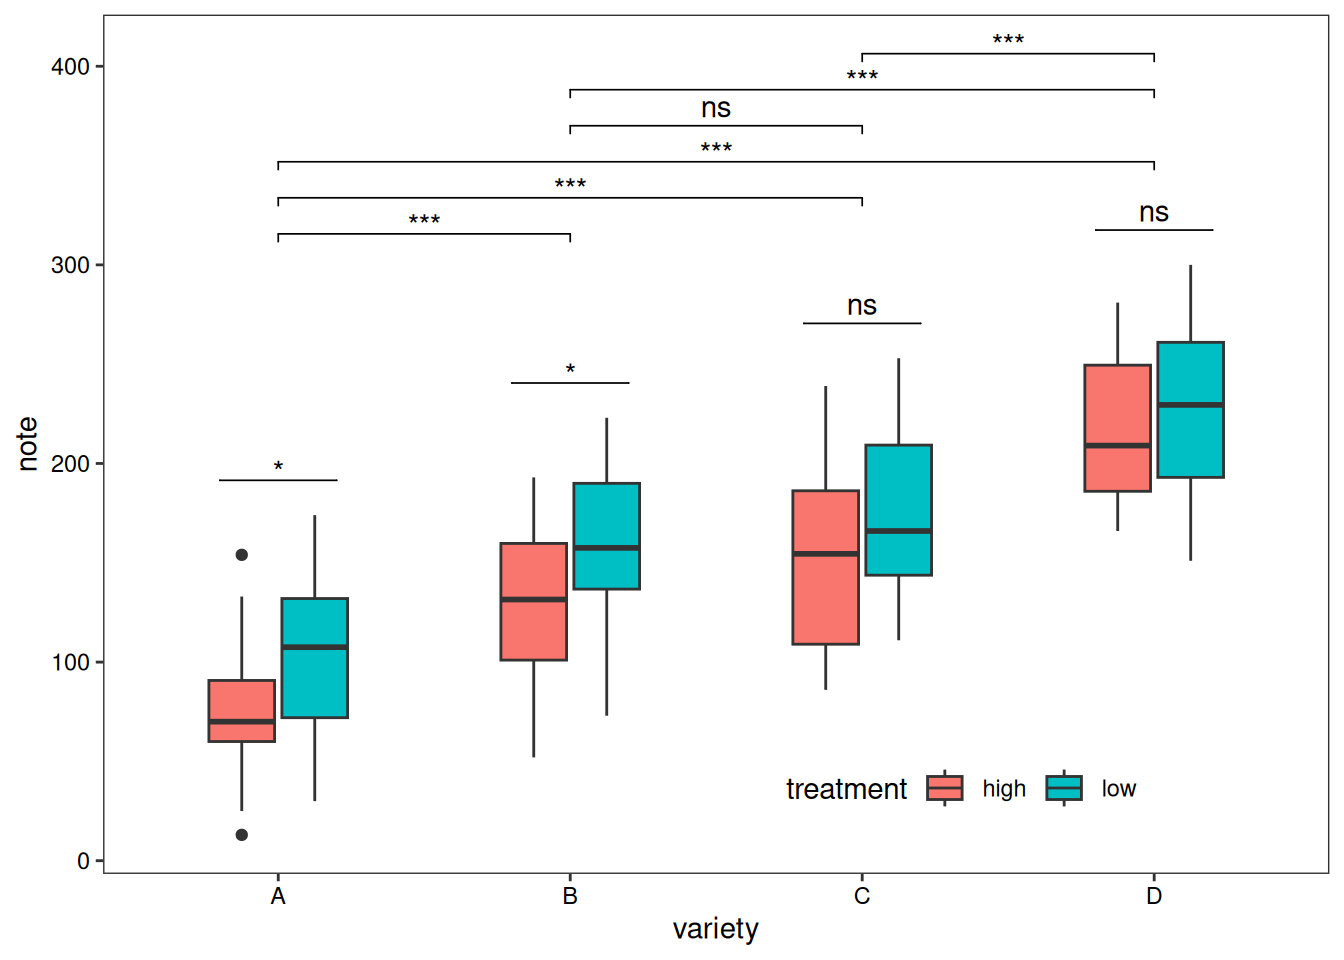 ***
400
***
ns
***
***
***
ns
300
ns
*
note
200
*
100
treatment high low
0
A B C D
variety